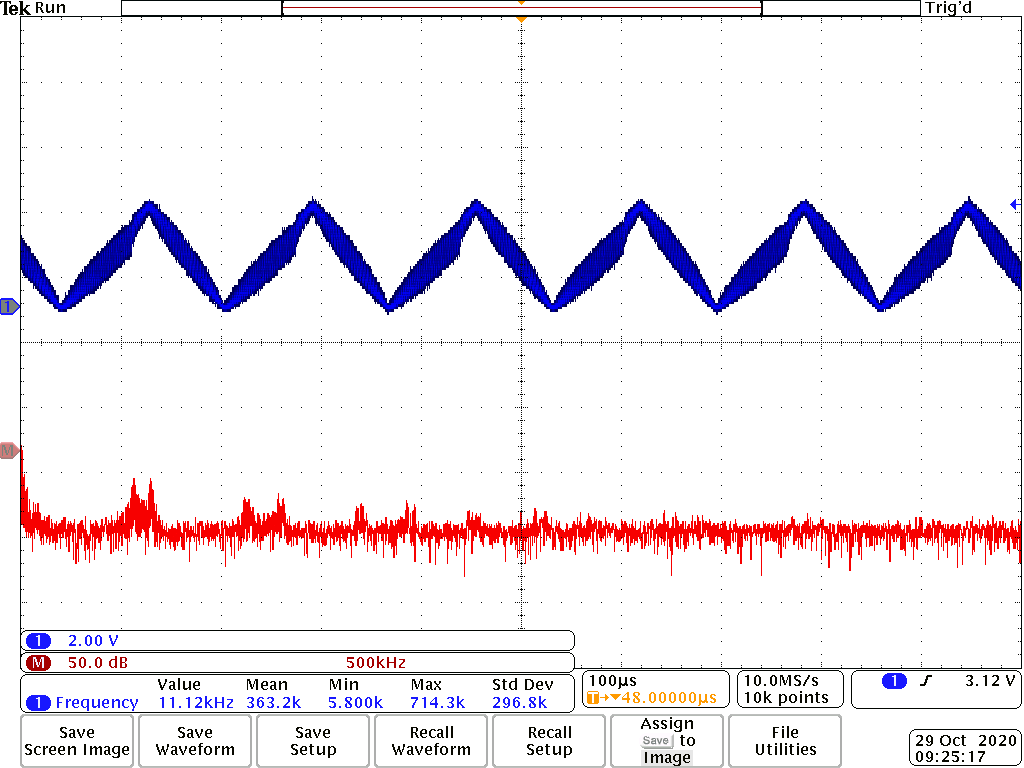 Tek Run Trig'd
1
M
1 2.00 V
M 50.0 dB 500kHz
Value Mean Min Max Std Dev
1 Frequency 11.12kHz 363.2k 5.800k 714.3k 296.8k
100µs
T→▼48.00000µs
10.0MS/s
10k points
1 3.12 V
Save
Screen Image
Save
Waveform
Save
Setup
Recall
Waveform
Recall
Setup
Assign
Save to
Image
File
Utilities
29 Oct 2020
09:25:17